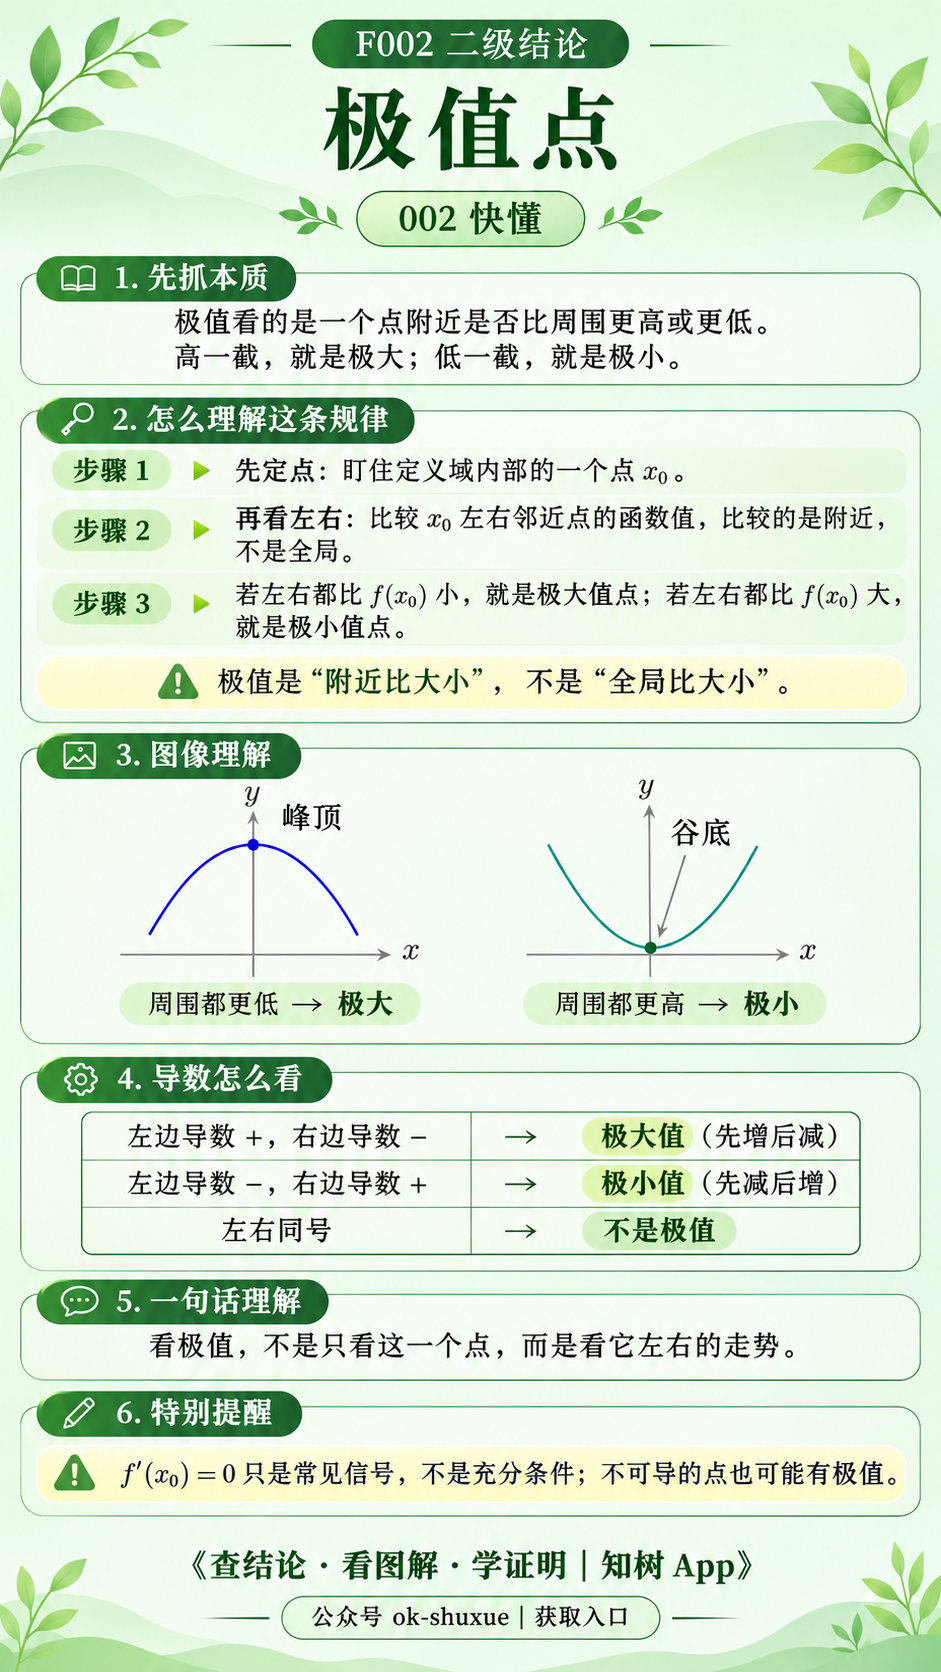 F002 二级结论
极值点
002 快懂
1. 先抓本质
极值看的是一个点附近是否比周围更高或更低。
高一截，就是极大；低一截，就是极小。
2. 怎么理解这条规律
步骤 1 ▶ 先定点：盯住定义域内部的一个点 x₀。
步骤 2 ▶ 再看左右：比较 x₀ 左右邻近点的函数值，比较的是附近，
不是全局。
步骤 3 ▶ 若左右都比 f(x₀) 小，就是极大值点；若左右都比 f(x₀) 大，
就是极小值点。
极值是“附近比大小”，不是“全局比大小”。
3. 图像理解
y 峰顶
x
周围都更低 → 极大
y
谷底
x
周围都更高 → 极小
4. 导数怎么看
左边导数 +，右边导数 − → 极大值（先增后减）
左边导数 −，右边导数 + → 极小值（先减后增）
左右同号 → 不是极值
5. 一句话理解
看极值，不是只看这一个点，而是看它左右的走势。
6. 特别提醒
f′(x₀) = 0 只是常见信号，不是充分条件；不可导的点也可能有极值。
《查结论 · 看图解 · 学证明 | 知树 App》
公众号 ok-shuxue | 获取入口